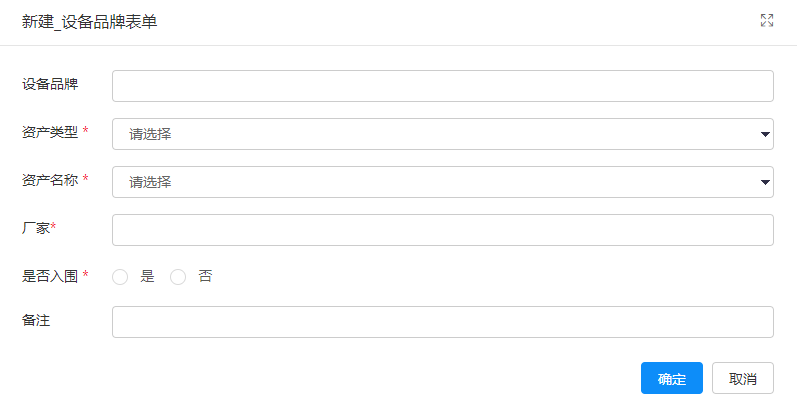 新建_设备品牌表单
设备品牌
资产类型 * 请选择
资产名称 * 请选择
厂家*
是否入围 * 是 否
备注
确定 取消